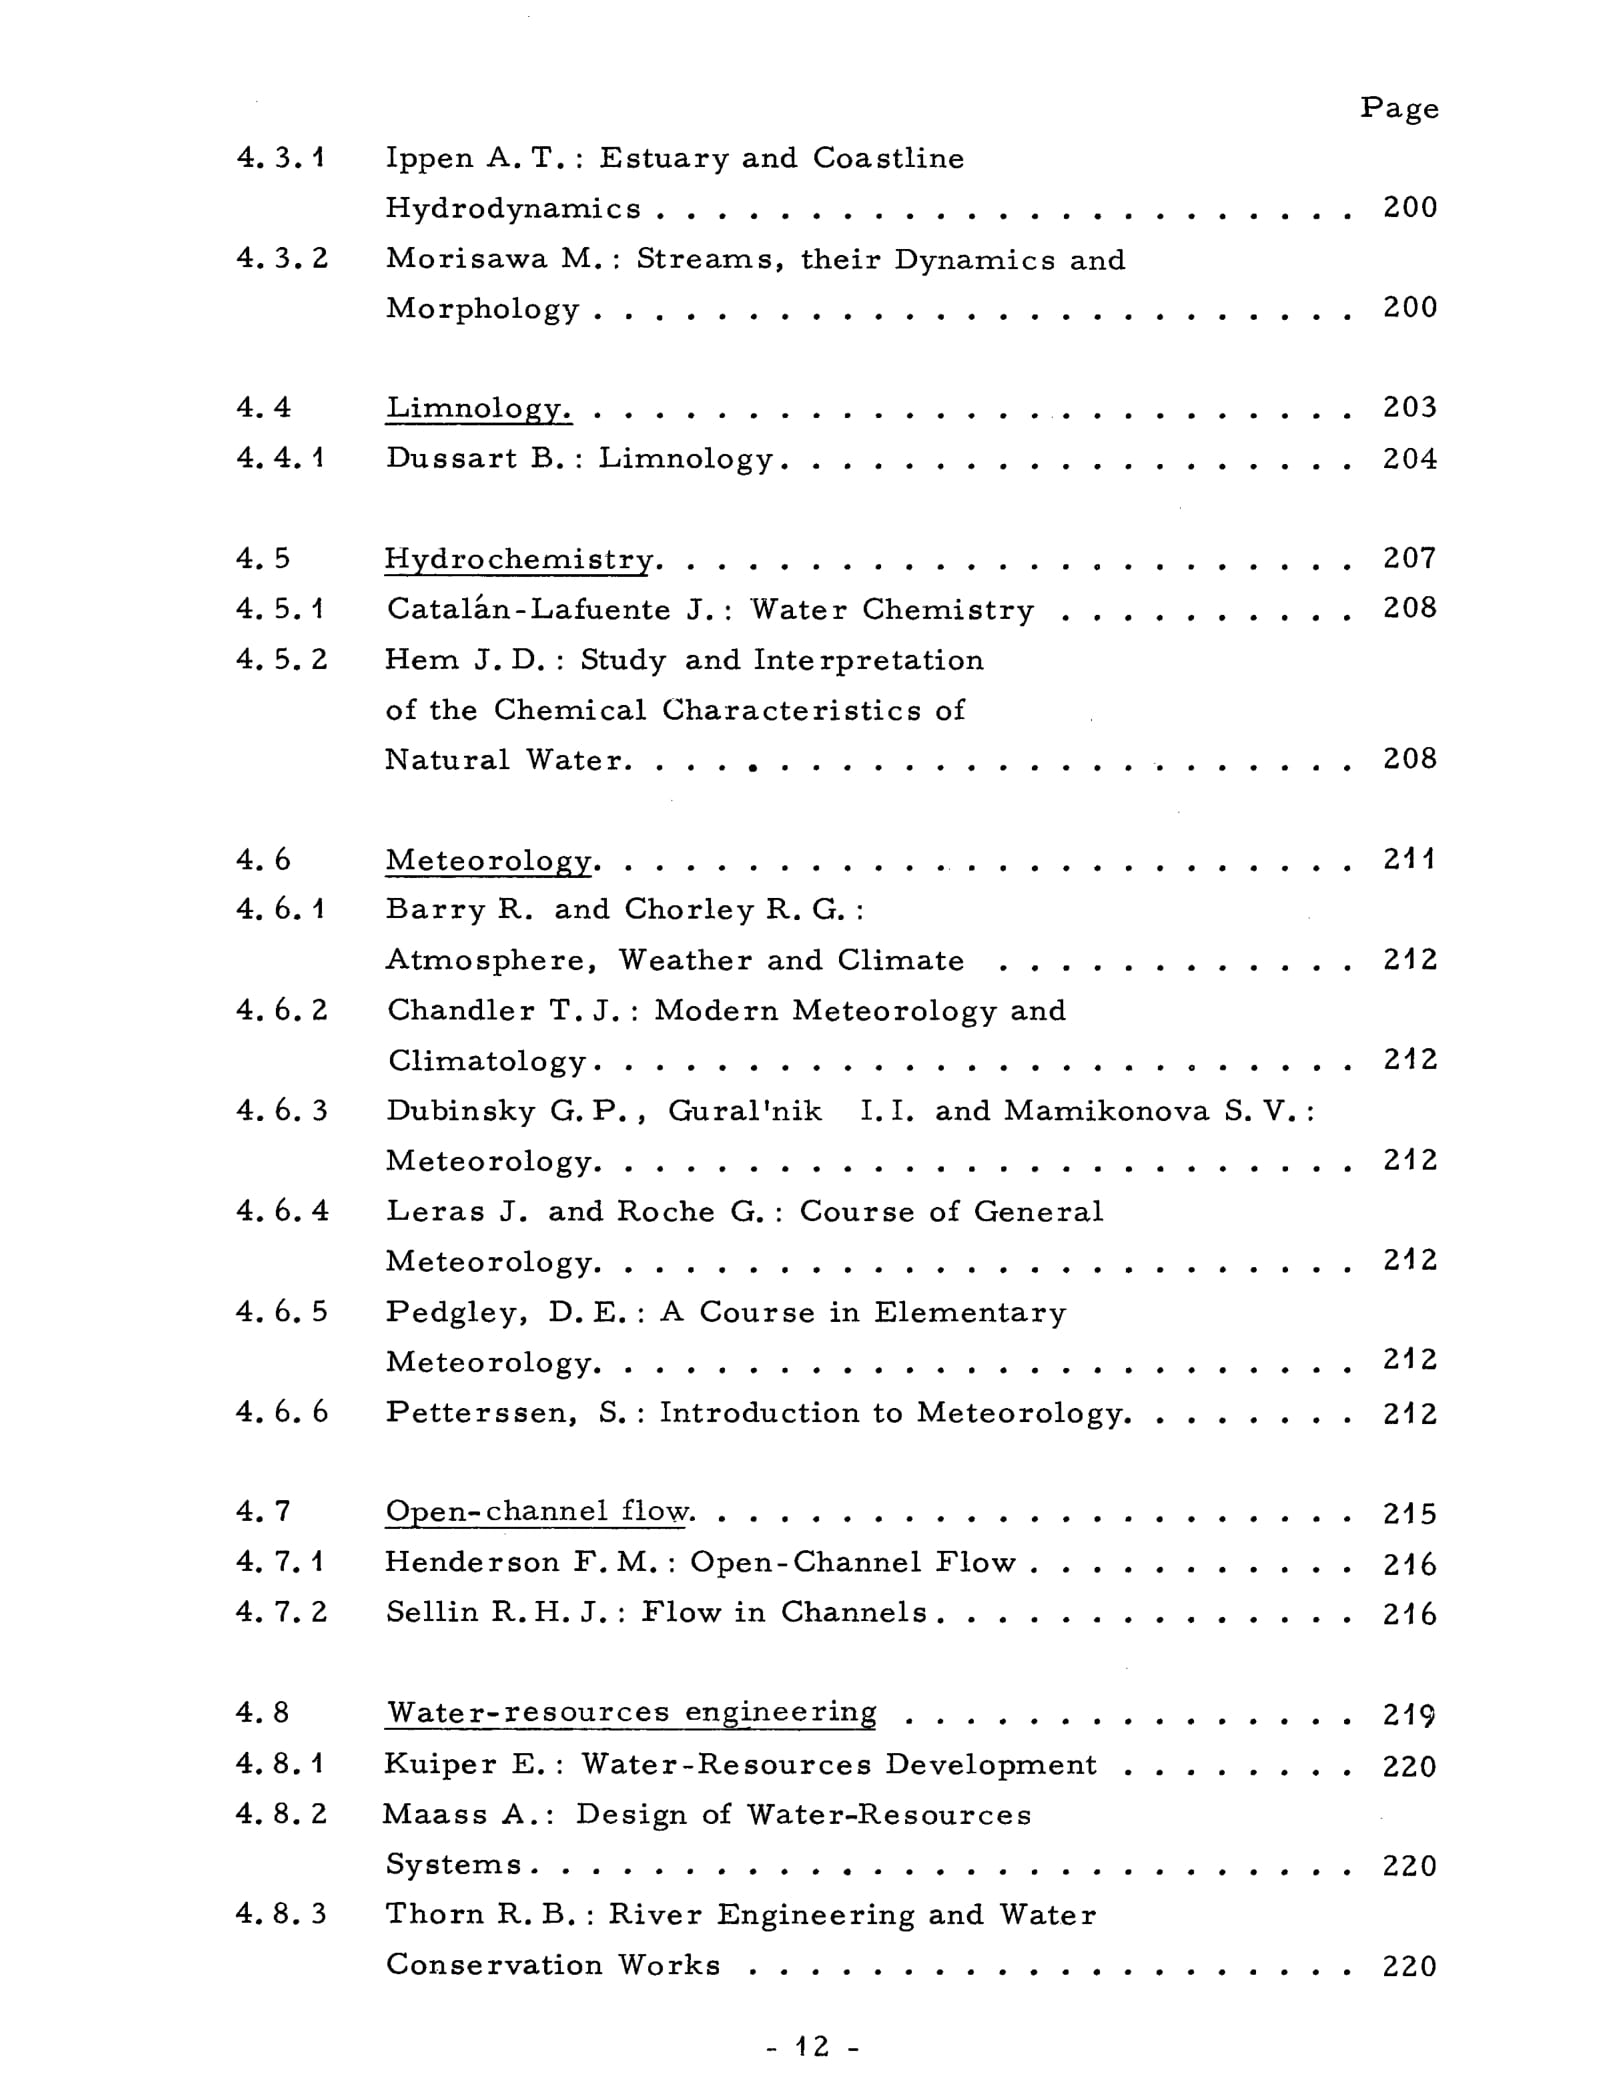 Page
4.3.1 Ippen A.T.: Estuary and Coastline
Hydrodynamics . . . . . . . . . . . . . . . . . . . . . . . 200
4.3.2 Morisawa M.: Streams, their Dynamics and
Morphology . . . . . . . . . . . . . . . . . . . . . . . . . 200
4.4 Limnology. . . . . . . . . . . . . . . . . . . . . . . . . . 203
4.4.1 Dussart B.: Limnology. . . . . . . . . . . . . . . . . . . 204
4.5 Hydrochemistry. . . . . . . . . . . . . . . . . . . . . . . 207
4.5.1 Catalán-Lafuente J.: Water Chemistry . . . . . . . . . . 208
4.5.2 Hem J.D.: Study and Interpretation
of the Chemical Characteristics of
Natural Water. . . . . . . . . . . . . . . . . . . . . . . . 208
4.6 Meteorology. . . . . . . . . . . . . . . . . . . . . . . . . 211
4.6.1 Barry R. and Chorley R.G.:
Atmosphere, Weather and Climate . . . . . . . . . . . . 212
4.6.2 Chandler T.J.: Modern Meteorology and
Climatology. . . . . . . . . . . . . . . . . . . . . . . . . 212
4.6.3 Dubinsky G.P., Gural'nik I.I. and Mamikonova S.V.:
Meteorology. . . . . . . . . . . . . . . . . . . . . . . . . 212
4.6.4 Leras J. and Roche G.: Course of General
Meteorology. . . . . . . . . . . . . . . . . . . . . . . . . 212
4.6.5 Pedgley, D.E.: A Course in Elementary
Meteorology. . . . . . . . . . . . . . . . . . . . . . . . . 212
4.6.6 Petterssen, S.: Introduction to Meteorology. . . . . . . . 212
4.7 Open-channel flow. . . . . . . . . . . . . . . . . . . . . . 215
4.7.1 Henderson F.M.: Open-Channel Flow . . . . . . . . . . . 216
4.7.2 Sellin R.H.J.: Flow in Channels. . . . . . . . . . . . . . 216
4.8 Water-resources engineering . . . . . . . . . . . . . . . 219
4.8.1 Kuiper E.: Water-Resources Development . . . . . . . . 220
4.8.2 Maass A.: Design of Water-Resources
Systems. . . . . . . . . . . . . . . . . . . . . . . . . . . 220
4.8.3 Thorn R.B.: River Engineering and Water
Conservation Works . . . . . . . . . . . . . . . . . . . . 220
- 12 -